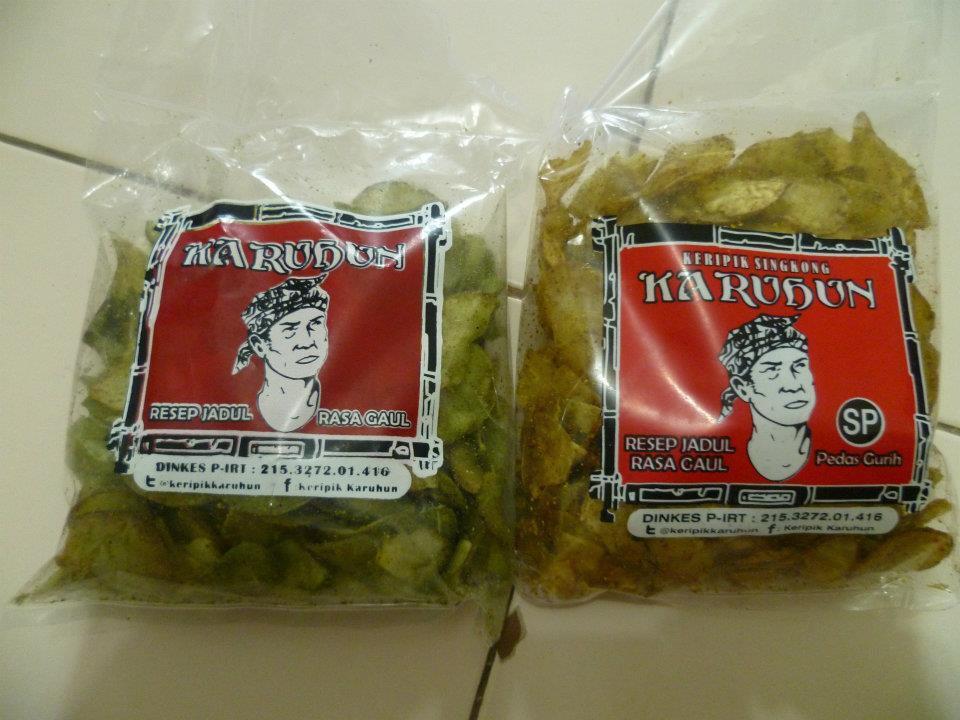 KARUHUN
RESEP JADUL
RASA GAUL
DINKES P-IRT : 215.3272.01.416
@keripikkaruhun f Keripik Karuhun
KERIPIK SINGKONG
KARUHUN
SP
RESEP JADUL
RASA GAUL
Pedas Gurih
DINKES P-IRT : 215.3272.01.416
@keripikkaruhun f : Keripik Karuhun